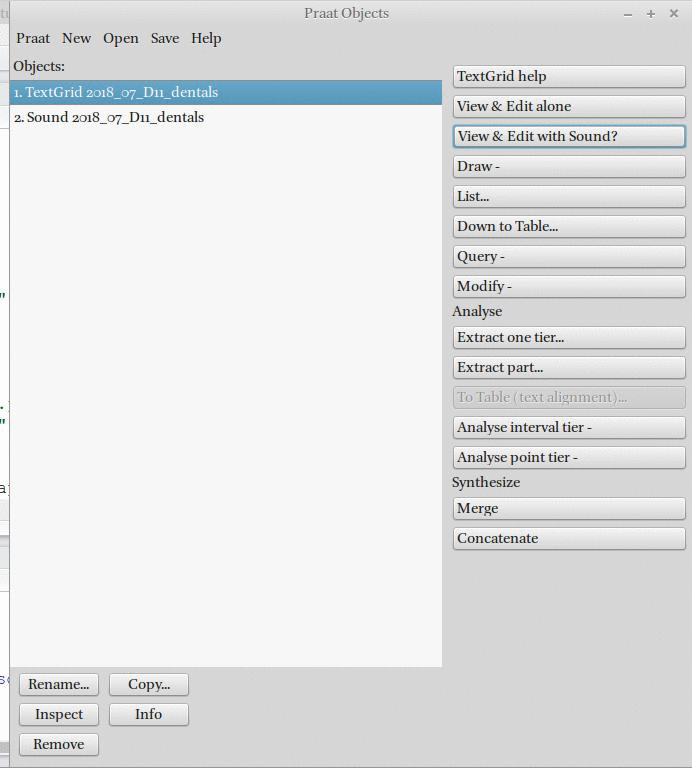 Praat Objects
Praat New Open Save Help
Objects:
1. TextGrid 2018_07_D11_dentals
2. Sound 2018_07_D11_dentals
TextGrid help
View & Edit alone
View & Edit with Sound?
Draw -
List...
Down to Table...
Query -
Modify -
Analyse
Extract one tier...
Extract part...
To Table (text alignment)...
Analyse interval tier -
Analyse point tier -
Synthesize
Merge
Concatenate
Rename... Copy...
Inspect Info
Remove